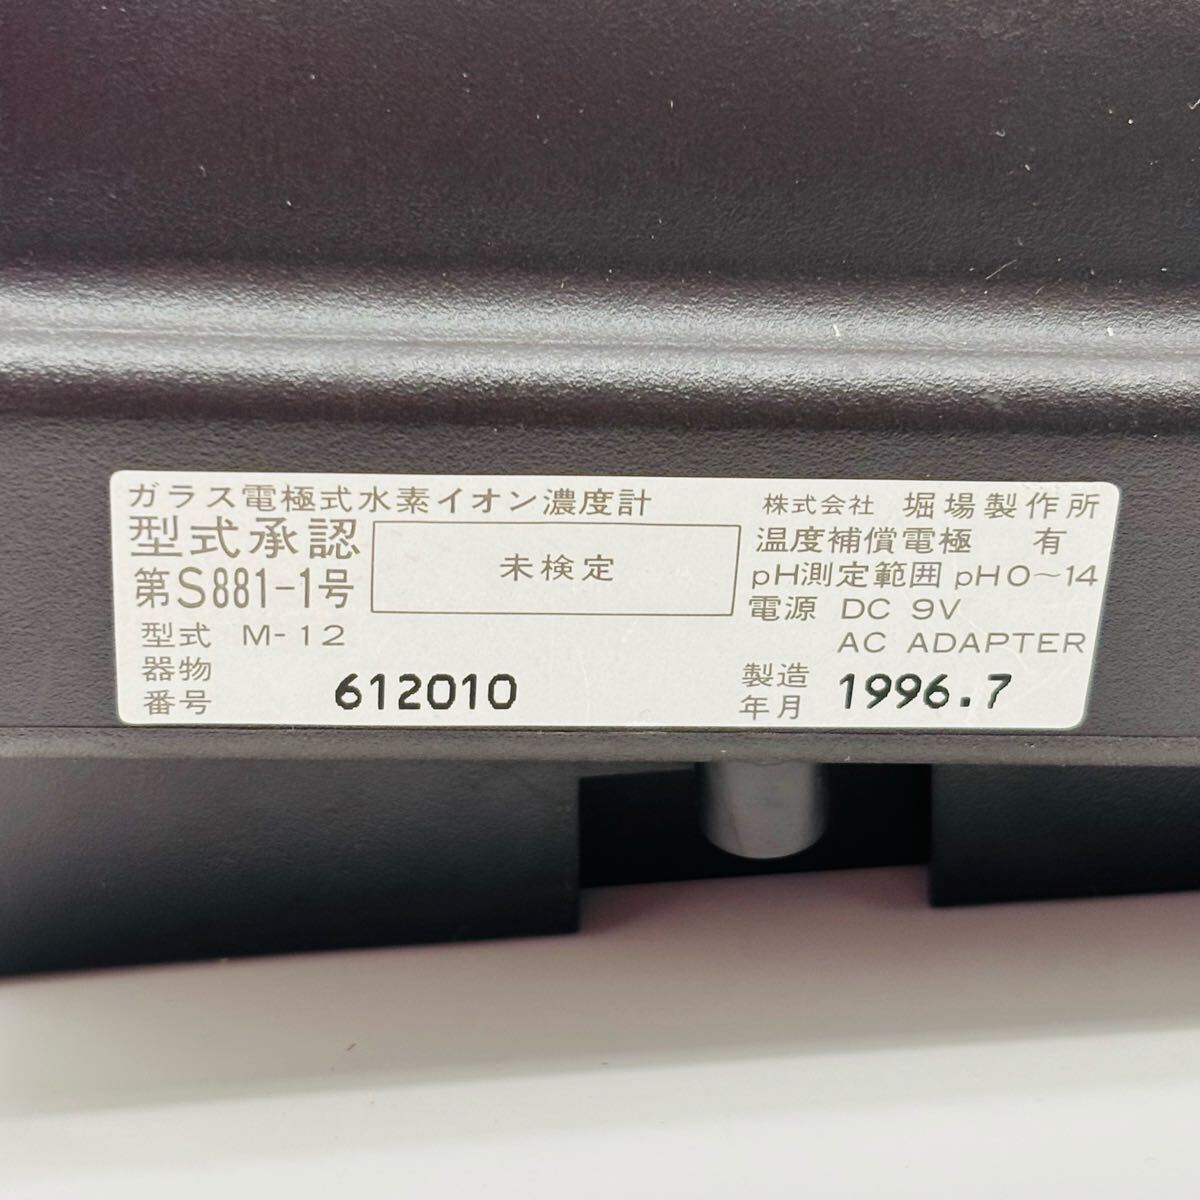 ガラス電極式水素イオン濃度計
型式承認
第S881-1号
未検定
型式 M-12
器物
番号
612010
株式会社 堀場製作所
温度補償電極 有
pH測定範囲 pH0~14
電源 DC 9V
AC ADAPTER
製造
年月
1996.7